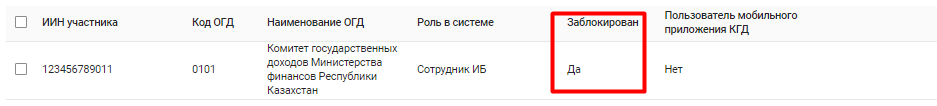 ИИН участника
Код ОГД
Наименование ОГД
Роль в системе
Заблокирован
Пользователь мобильного
приложения КГД
123456789011
0101
Комитет государственных
доходов Министерства
финансов Республики
Казахстан
Сотрудник ИБ
Да
Нет